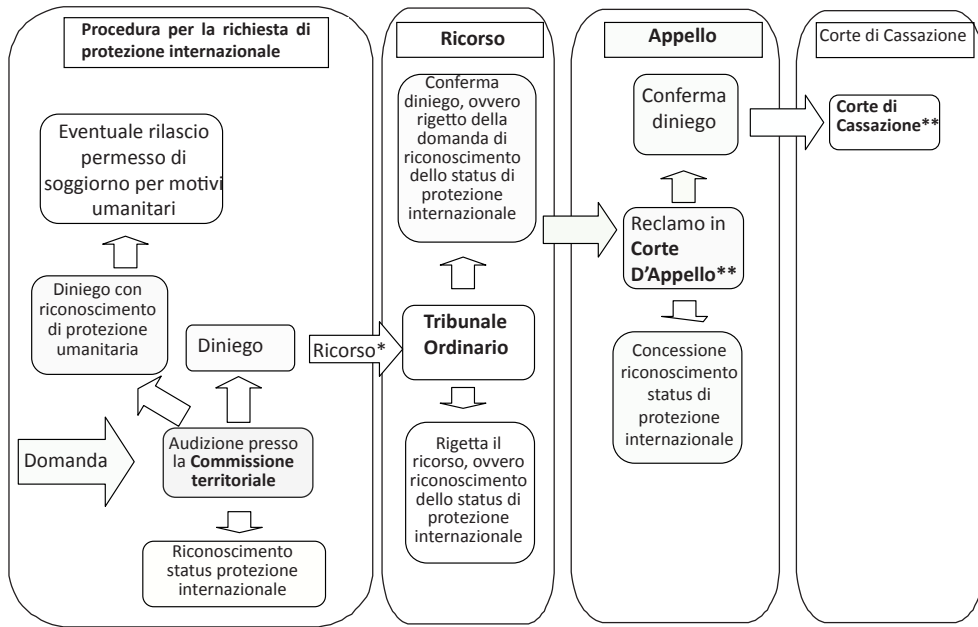 Procedura per la richiesta di
protezione internazionale
Eventuale rilascio
permesso di
soggiorno per motivi
umanitari
Diniego con
riconoscimento
di protezione
umanitaria
Diniego
Domanda
Audizione presso
la Commissione
territoriale
Riconoscimento
status protezione
internazionale
Ricorso*
Ricorso
Conferma
diniego, ovvero
rigetto della
domanda di
riconoscimento
dello status di
protezione
internazionale
Tribunale
Ordinario
Rigetta il
ricorso, ovvero
riconoscimento
dello status di
protezione
internazionale
Appello
Conferma
diniego
Reclamo in
Corte
D’Appello**
Concessione
riconoscimento
status di
protezione
internazionale
Corte di Cassazione
Corte di
Cassazione**